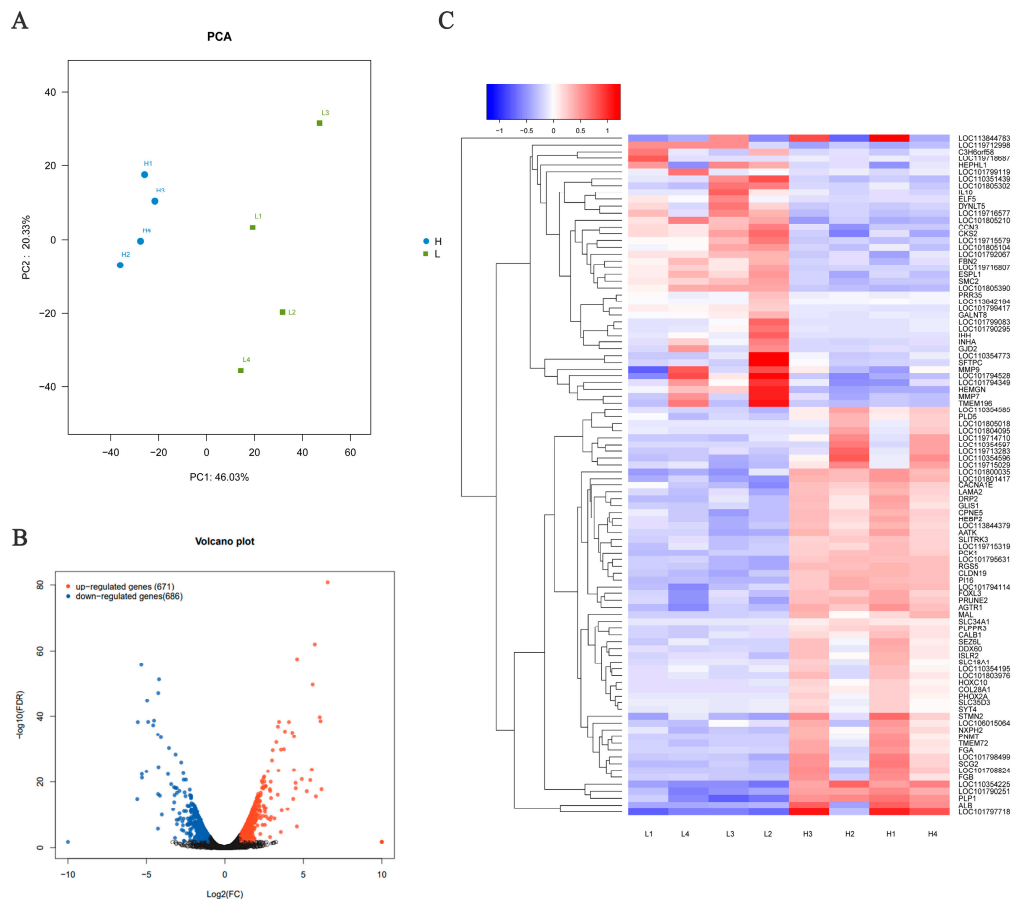 A
PCA
40
20
0
−20
−40
PC2 : 20.33%
L3
H1
H3
L1
H4
H2
L2
L4
−40
−20
0
20
40
60
PC1: 46.03%
H
L
B
Volcano plot
up−regulated genes (671)
down−regulated genes(686)
80
60
40
20
0
−log10(FDR)
−10
−5
0
5
10
Log2(FC)
C
−1
−0.5
0
0.5
1
LOC113844783
LOC119712998
C3H6orf58
LOC119718687
HEPHL1
LOC101799119
LOC110351439
LOC101805302
IL10
ELF5
DYNLT5
LOC119716577
LOC101805210
CCN3
CKS2
LOC119715579
LOC101805104
LOC101792067
FBN2
LOC119716807
ESPL1
SMC2
LOC101805390
PRR35
LOC113842194
LOC101799417
GALNT8
LOC101799083
LOC101790295
IHH
INHA
GJD2
LOC110354773
SFTPC
MMP9
LOC101794528
LOC101794349
HEMGN
MMP7
TMEM196
LOC110354585
PLD5
LOC101805018
LOC101804095
LOC119714710
LOC110354597
LOC119713283
LOC110354596
LOC119715029
LOC101800035
LOC101801417
CACNA1E
LAMA2
DRP2
GLIS1
CPNE5
HEBP2
LOC113844379
AATK
SLITRK3
LOC119715319
PCK1
LOC101795631
RGS5
CLDN19
PI16
LOC101794114
FOXL3
PRUNE2
AGTR1
MAL
SLC34A1
PLPPR3
CALB1
SEZ6L
DDX60
ISLR2
SLC18A1
LOC110354195
LOC101803976
HOXC10
COL28A1
PHOX2A
SLC35D3
SYT4
STMN2
LOC106015064
NXPH2
PNMT
TMEM72
FGA
LOC101798499
SCG2
LOC101798824
FGB
LOC110354225
LOC101790251
PLP1
ALB
LOC101797718
L1
L4
L3
L2
H3
H2
H1
H4